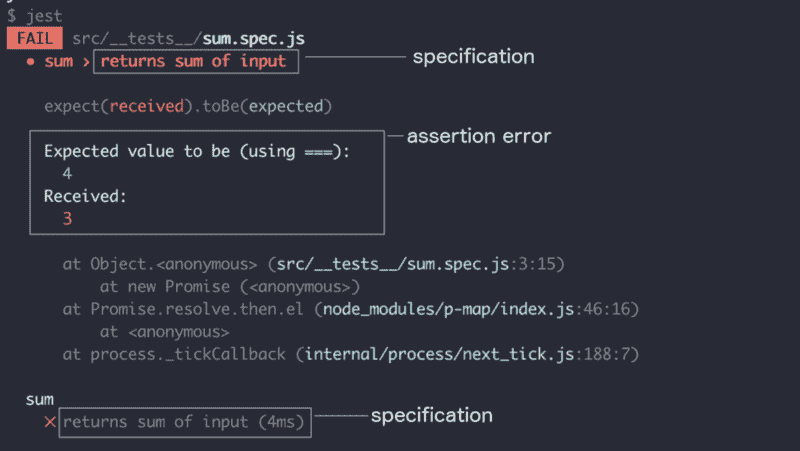 $ jest
FAIL src/__tests__/sum.spec.js
• sum › returns sum of input specification
expect(received).toBe(expected)
assertion error
Expected value to be (using ===):
4
Received:
3
at Object.<anonymous> (src/__tests__/sum.spec.js:3:15)
at new Promise (<anonymous>)
at Promise.resolve.then.el (node_modules/p-map/index.js:46:16)
at <anonymous>
at process._tickCallback (internal/process/next_tick.js:188:7)
sum
✕ returns sum of input (4ms) specification